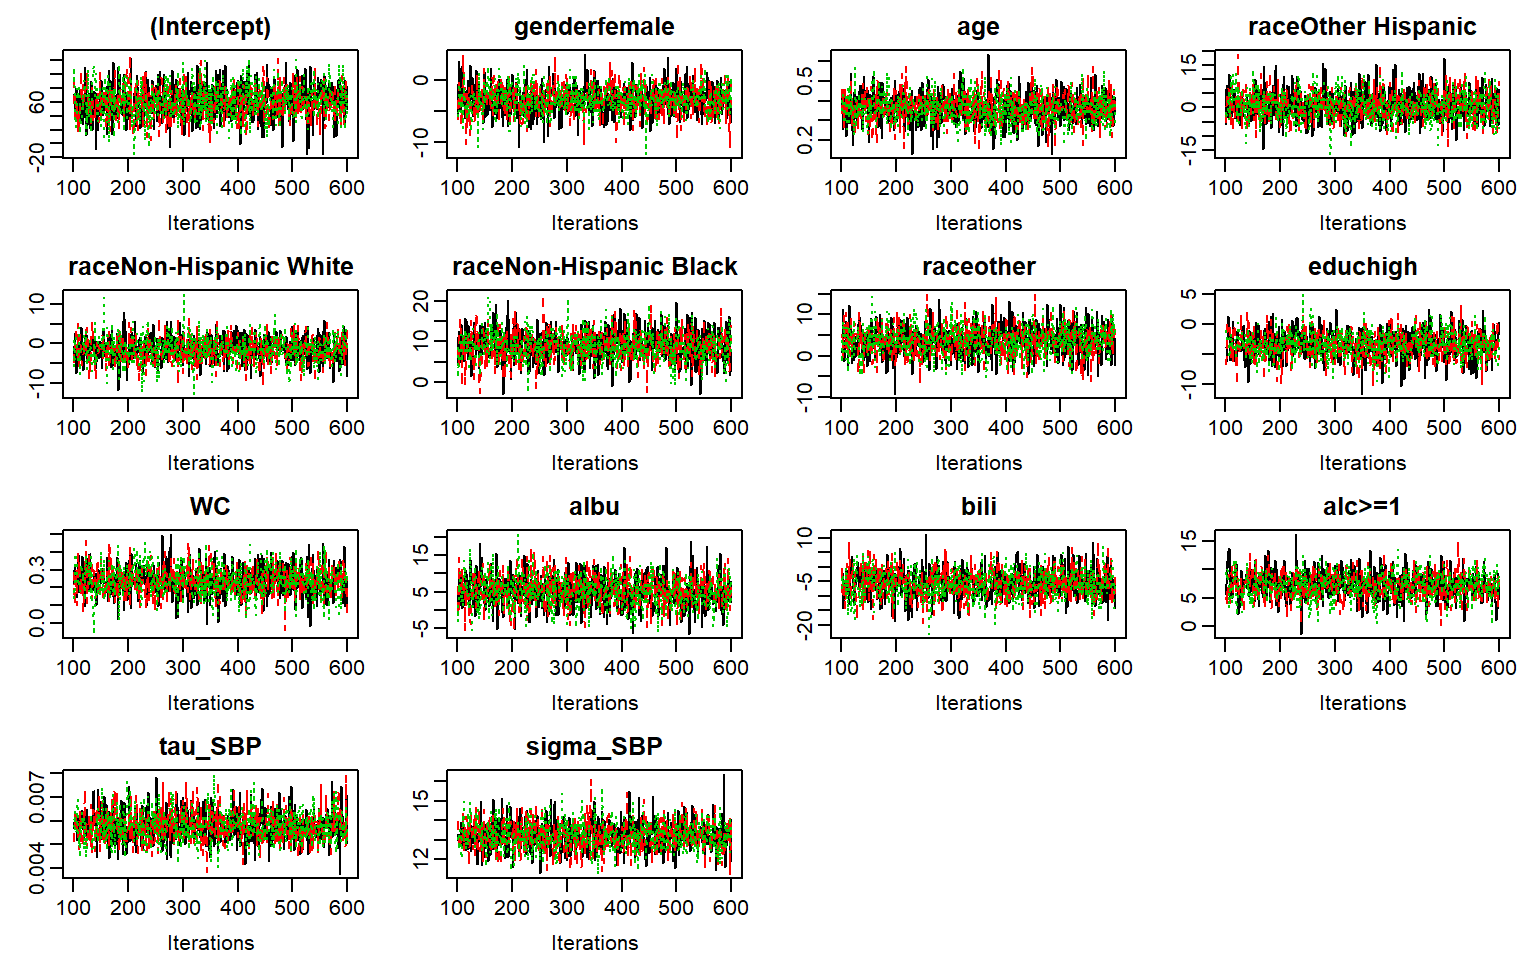 (Intercept) genderfemale age raceOther Hispanic
-20 60
-10 0
0.2 0.5
-15 0 15
100 200 300 400 500 600 100 200 300 400 500 600 100 200 300 400 500 600 100 200 300 400 500 600
Iterations Iterations Iterations Iterations
raceNon-Hispanic White raceNon-Hispanic Black raceother educhigh
-10 0 10
0 10 20
-10 0 10
-10 0 5
100 200 300 400 500 600 100 200 300 400 500 600 100 200 300 400 500 600 100 200 300 400 500 600
Iterations Iterations Iterations Iterations
WC albu bili alc>=1
0.0 0.3
-5 5 15
-20 -5 10
0 5 15
100 200 300 400 500 600 100 200 300 400 500 600 100 200 300 400 500 600 100 200 300 400 500 600
Iterations Iterations Iterations Iterations
tau_SBP sigma_SBP
0.004 0.007
12 15
100 200 300 400 500 600 100 200 300 400 500 600
Iterations Iterations